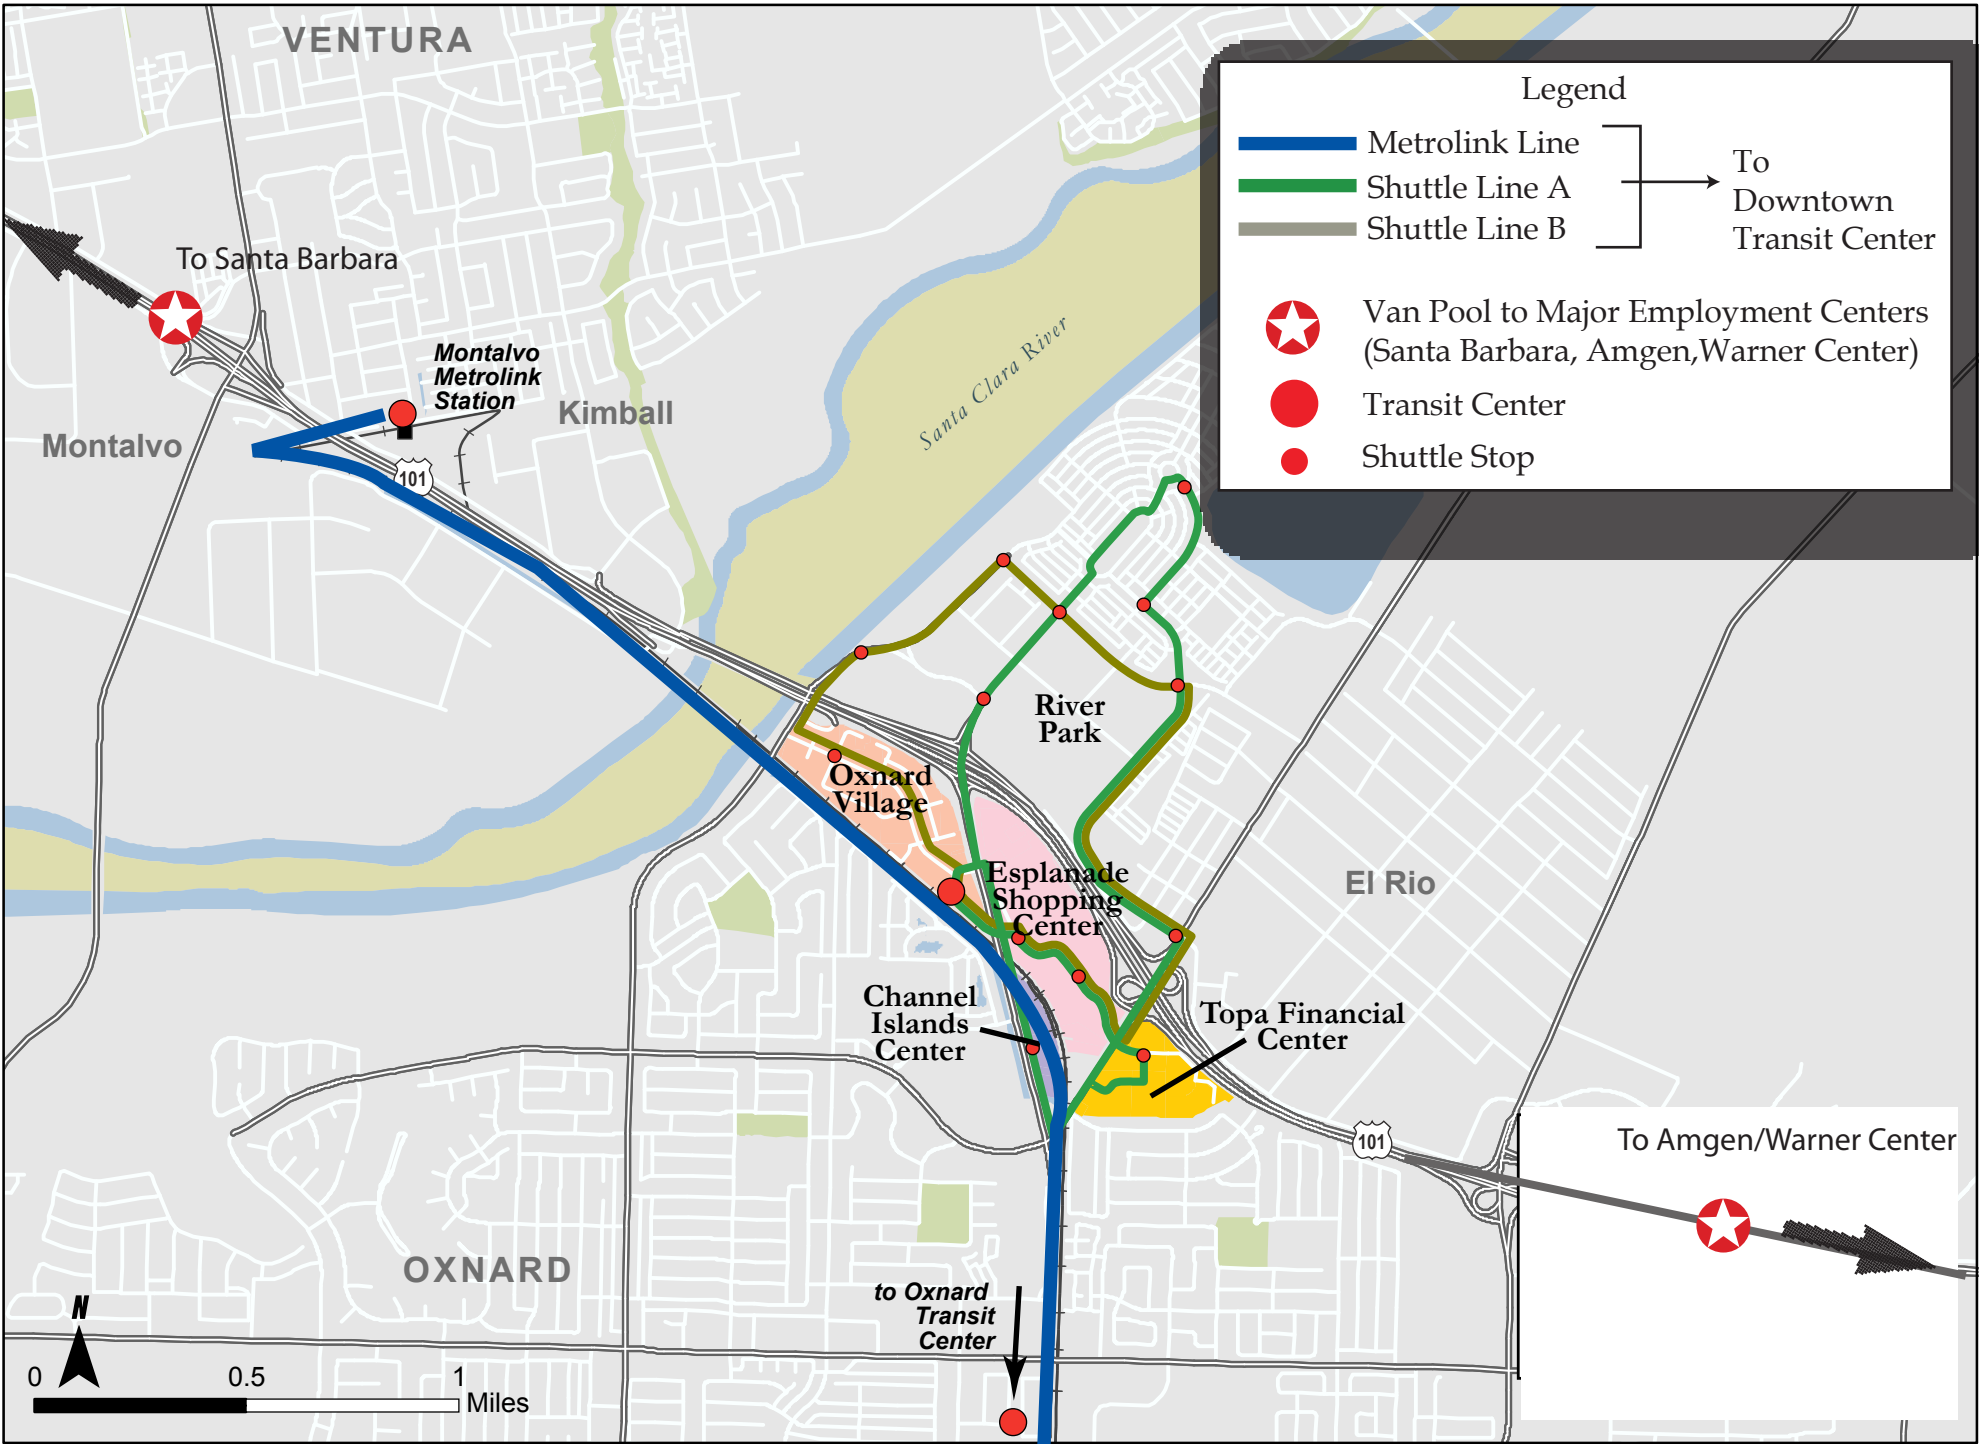 VENTURA
Legend
Metrolink Line
Shuttle Line A
Shuttle Line B
To
Downtown
Transit Center
Van Pool to Major Employment Centers
(Santa Barbara, Amgen,Warner Center)
Transit Center
Shuttle Stop
To Santa Barbara
Montalvo
Metrolink
Station
Kimball
Montalvo
101
Santa Clara River
River
Park
Oxnard
Village
Esplanade
Shopping
Center
El Rio
Channel
Islands
Center
Topa Financial
Center
101
To Amgen/Warner Center
OXNARD
to Oxnard
Transit
Center
N
0 0.5 1
Miles